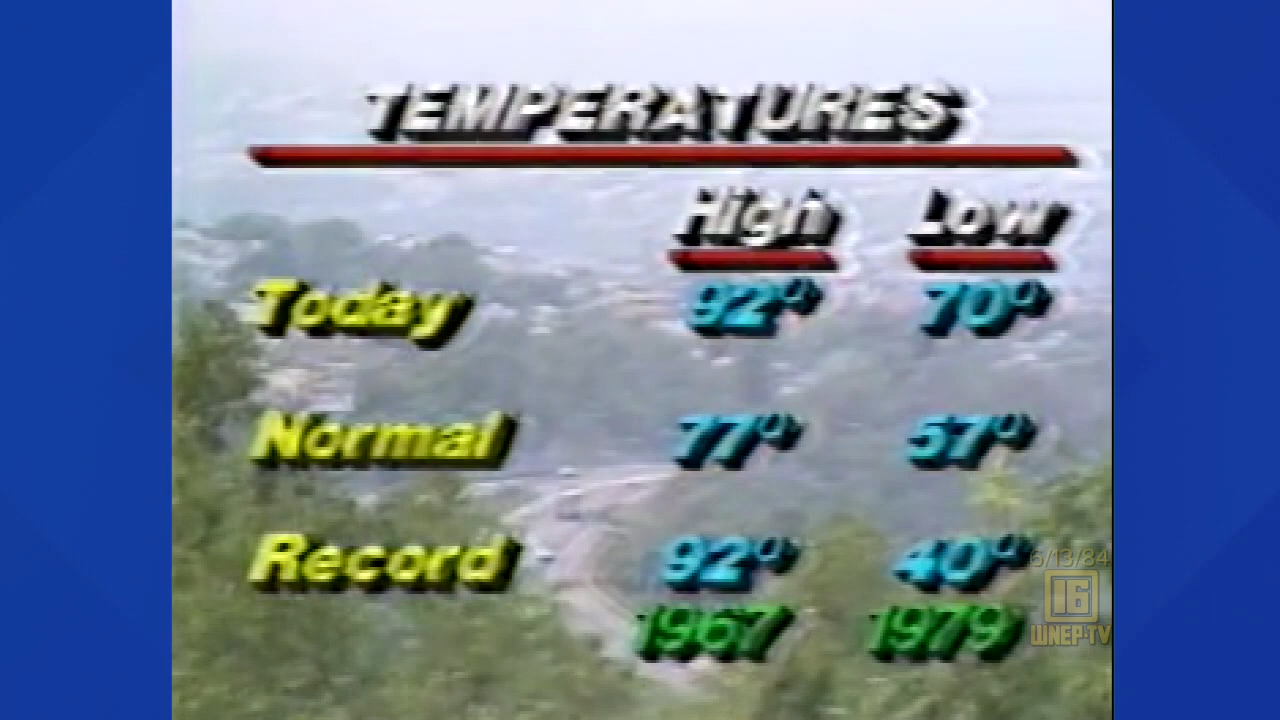 TEMPERATURES
High Low
Today 92° 70°
Normal 77° 57°
Record 92° 40°
1967 1979
6/13/84
16
WNEP-TV